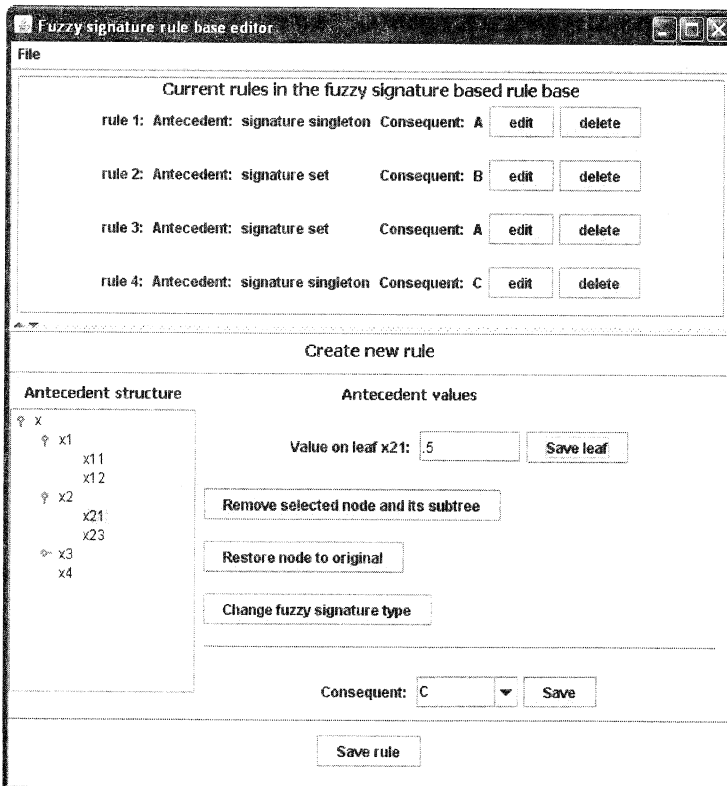 Fuzzy signature rule base editor
File
Current rules in the fuzzy signature based rule base
rule 1: Antecedent: signature singleton Consequent: A edit delete
rule 2: Antecedent: signature set Consequent: B edit delete
rule 3: Antecedent: signature set Consequent: A edit delete
rule 4: Antecedent: signature singleton Consequent: C edit delete
Create new rule
Antecedent structure
x
x1
x11
x12
x2
x21
x23
x3
x4
Antecedent values
Value on leaf x21: .5 Save leaf
Remove selected node and its subtree
Restore node to original
Change fuzzy signature type
Consequent: C Save
Save rule